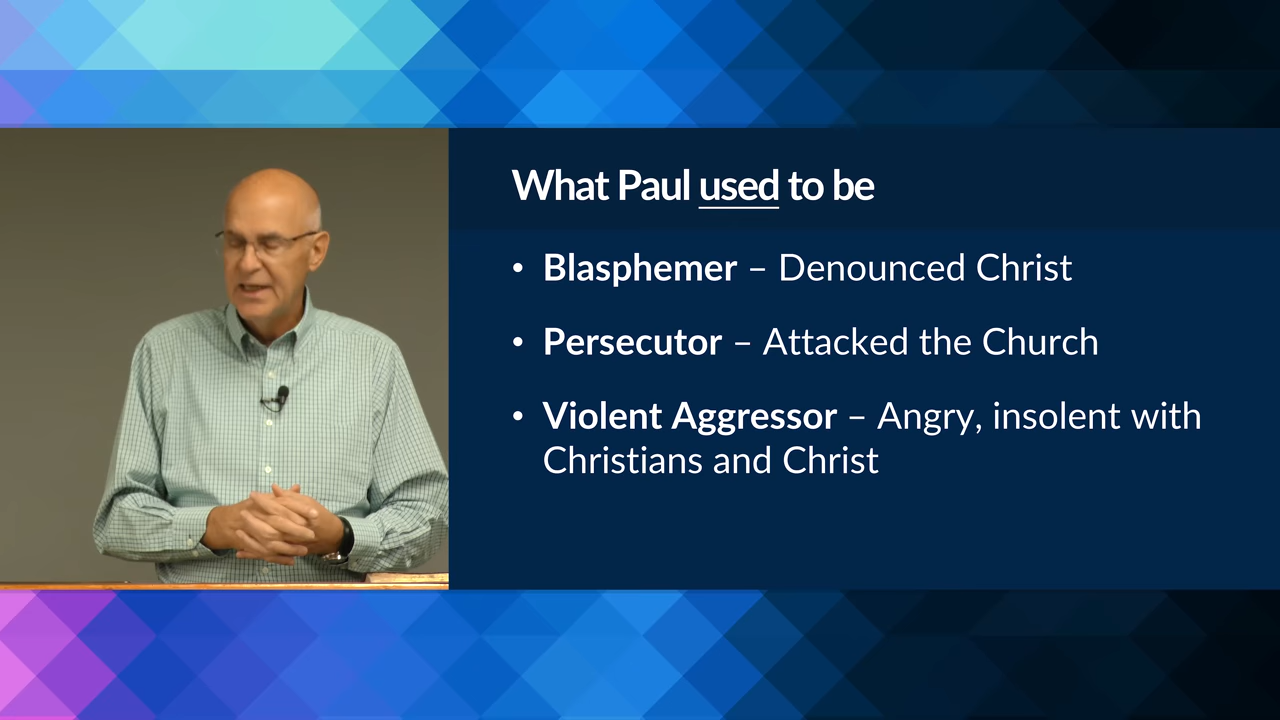 What Paul used to be
• Blasphemer – Denounced Christ
• Persecutor – Attacked the Church
• Violent Aggressor – Angry, insolent with
Christians and Christ